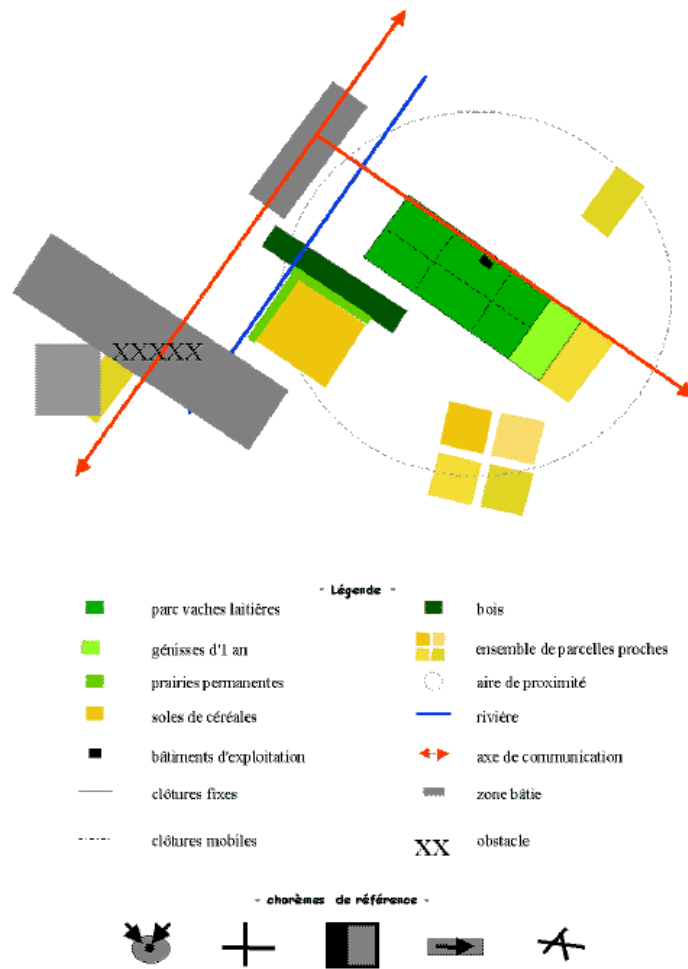 XXXXX
- Légende -
parc vaches laitières
bois
génisses d'1 an
ensemble de parcelles proches
prairies permanentes
aire de proximité
soles de céréales
rivière
bâtiments d'exploitation
axe de communication
clôtures fixes
zone bâtie
clôtures mobiles
XX
obstacle
- chorèmes de référence -